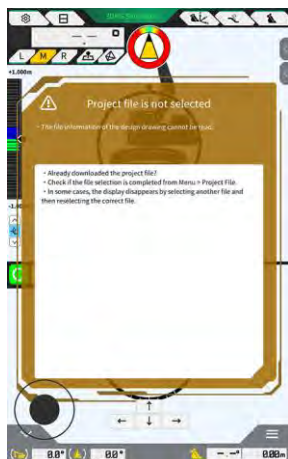 -- . --
L M R
+1.000m
Project file is not selected
・The file information of the design drawing cannot be read.
・Already downloaded the project file?
・Check if the file selection is completed from Menu > Project File.
・In some cases, the display disappears by selecting another file and
then reselecting the correct file.
0.0° 0.0° --.--° 0.00m